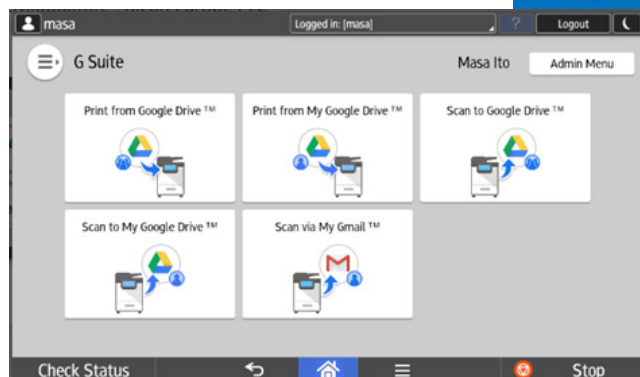 masa
Logged in: [masa]
?
Logout
G Suite
Masa Ito
Admin Menu
Print from Google Drive ™
Print from My Google Drive ™
Scan to Google Drive ™
Scan to My Google Drive ™
Scan via My Gmail ™
Check Status
Stop